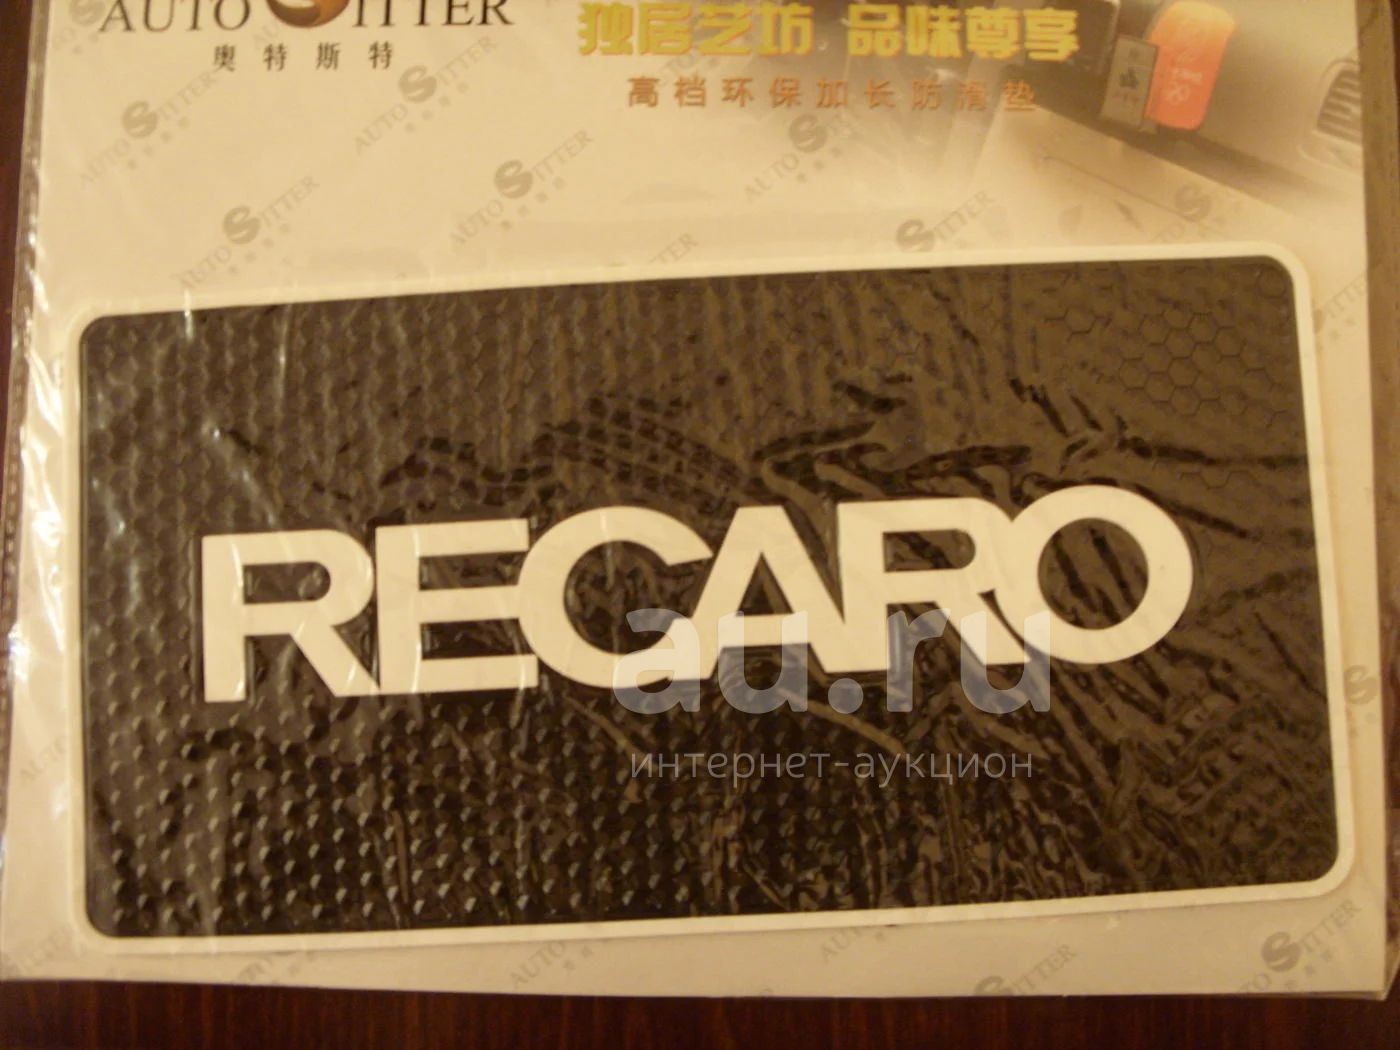 AUTO SITTER
奥特斯特
独居艺坊 品味尊享
高档环保加长防滑垫
RECARO
au.ru
интернет-аукцион